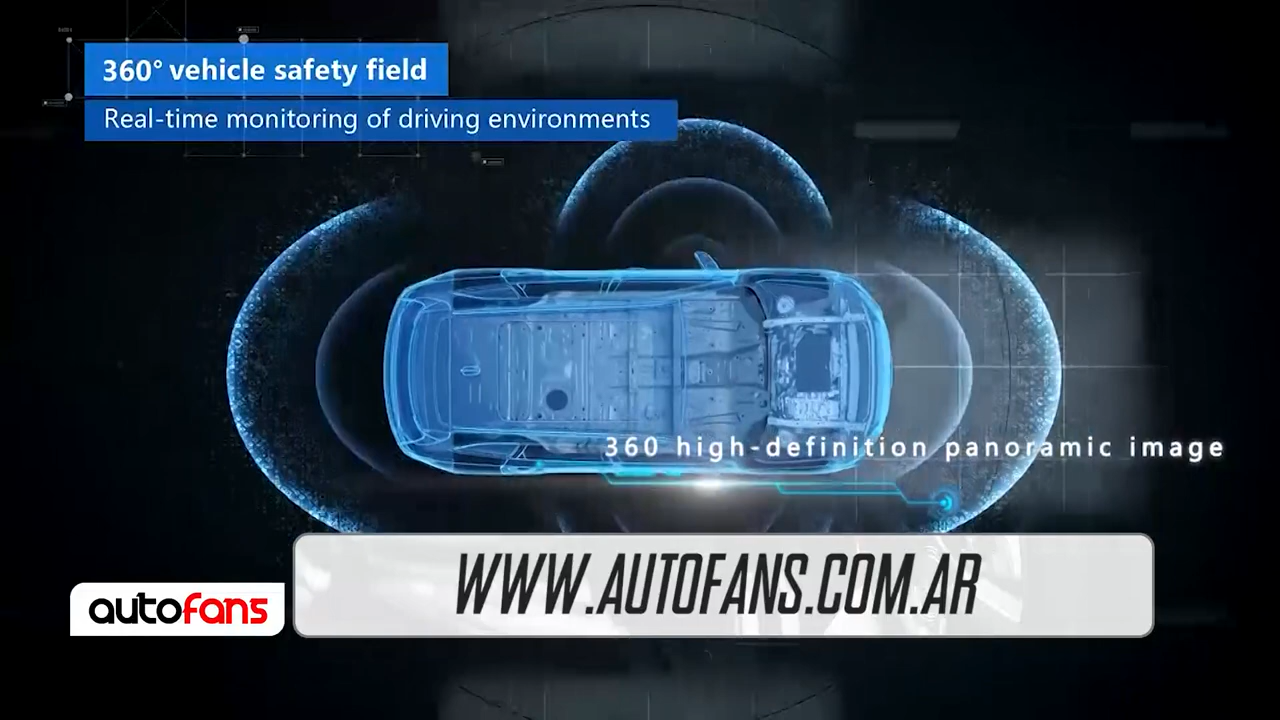 360° vehicle safety field
Real-time monitoring of driving environments
360 high-definition panoramic image
WWW.AUTOFANS.COM.AR
autofans